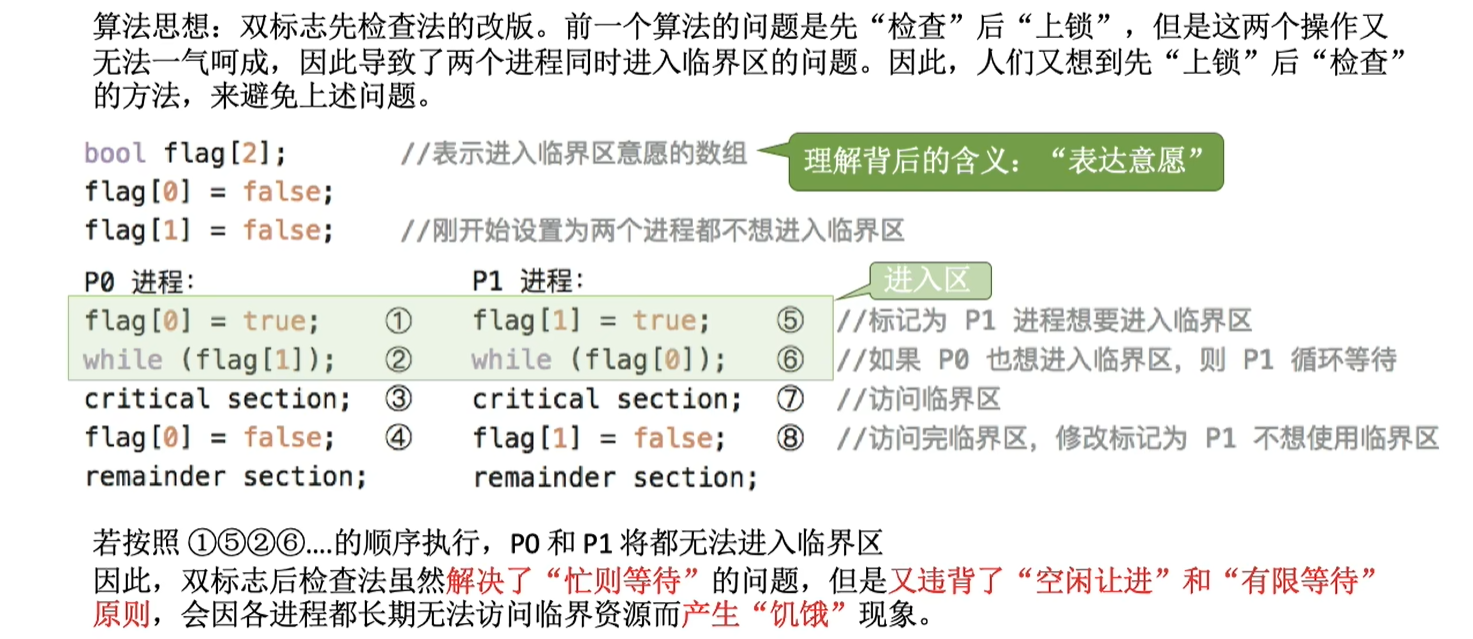 算法思想：双标志先检查法的改版。前一个算法的问题是先“检查”后“上锁”，但是这两个操作又
无法一气呵成，因此导致了两个进程同时进入临界区的问题。因此，人们又想到先“上锁”后“检查”
的方法，来避免上述问题。
bool flag[2]; //表示进入临界区意愿的数组 理解背后的含义：“表达意愿”
flag[0] = false;
flag[1] = false; //刚开始设置为两个进程都不想进入临界区
P0 进程: P1 进程: 进入区
flag[0] = true; ① flag[1] = true; ⑤ //标记为 P1 进程想要进入临界区
while (flag[1]); ② while (flag[0]); ⑥ //如果 P0 也想进入临界区，则 P1 循环等待
critical section; ③ critical section; ⑦ //访问临界区
flag[0] = false; ④ flag[1] = false; ⑧ //访问完临界区，修改标记为 P1 不想使用临界区
remainder section; remainder section;
若按照 ①⑤②⑥....的顺序执行，P0 和 P1 将都无法进入临界区
因此，双标志后检查法虽然解决了“忙则等待”的问题，但是又违背了“空闲让进”和“有限等待”
原则，会因各进程都长期无法访问临界资源而产生“饥饿”现象。